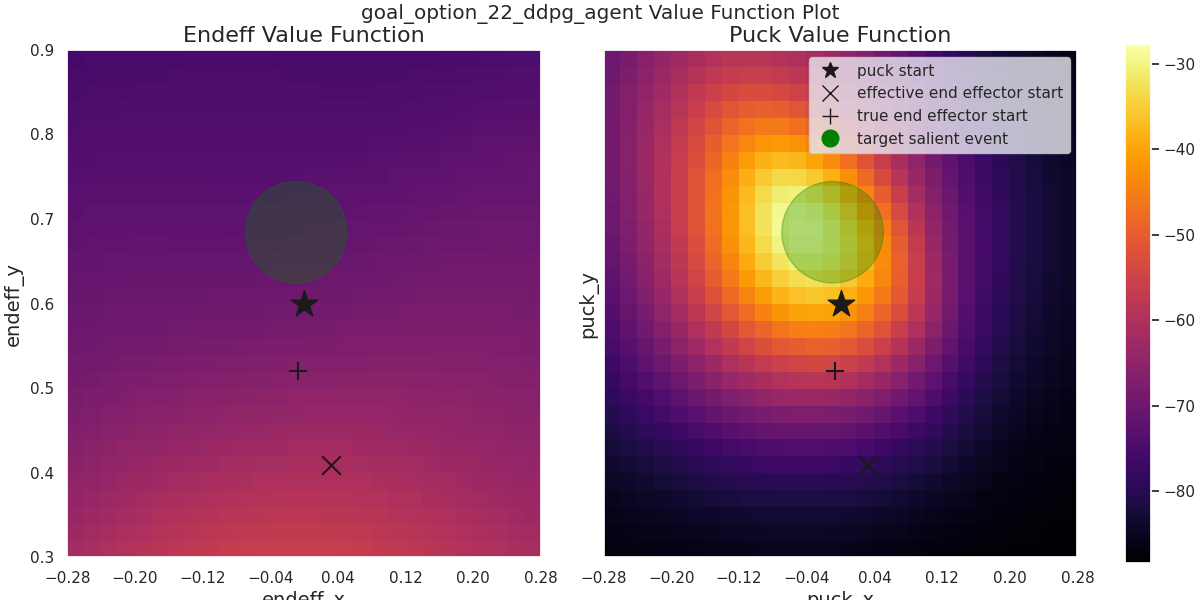 goal_option_22_ddpg_agent Value Function Plot
Endeff Value Function
Puck Value Function
puck start
effective end effector start
true end effector start
target salient event
endeff_y
0.9
0.8
0.7
0.6
0.5
0.4
0.3
−0.28 −0.20 −0.12 −0.04 0.04 0.12 0.20 0.28
endeff_x
puck_y
−0.28 −0.20 −0.12 −0.04 0.04 0.12 0.20 0.28
puck_x
−30
−40
−50
−60
−70
−80